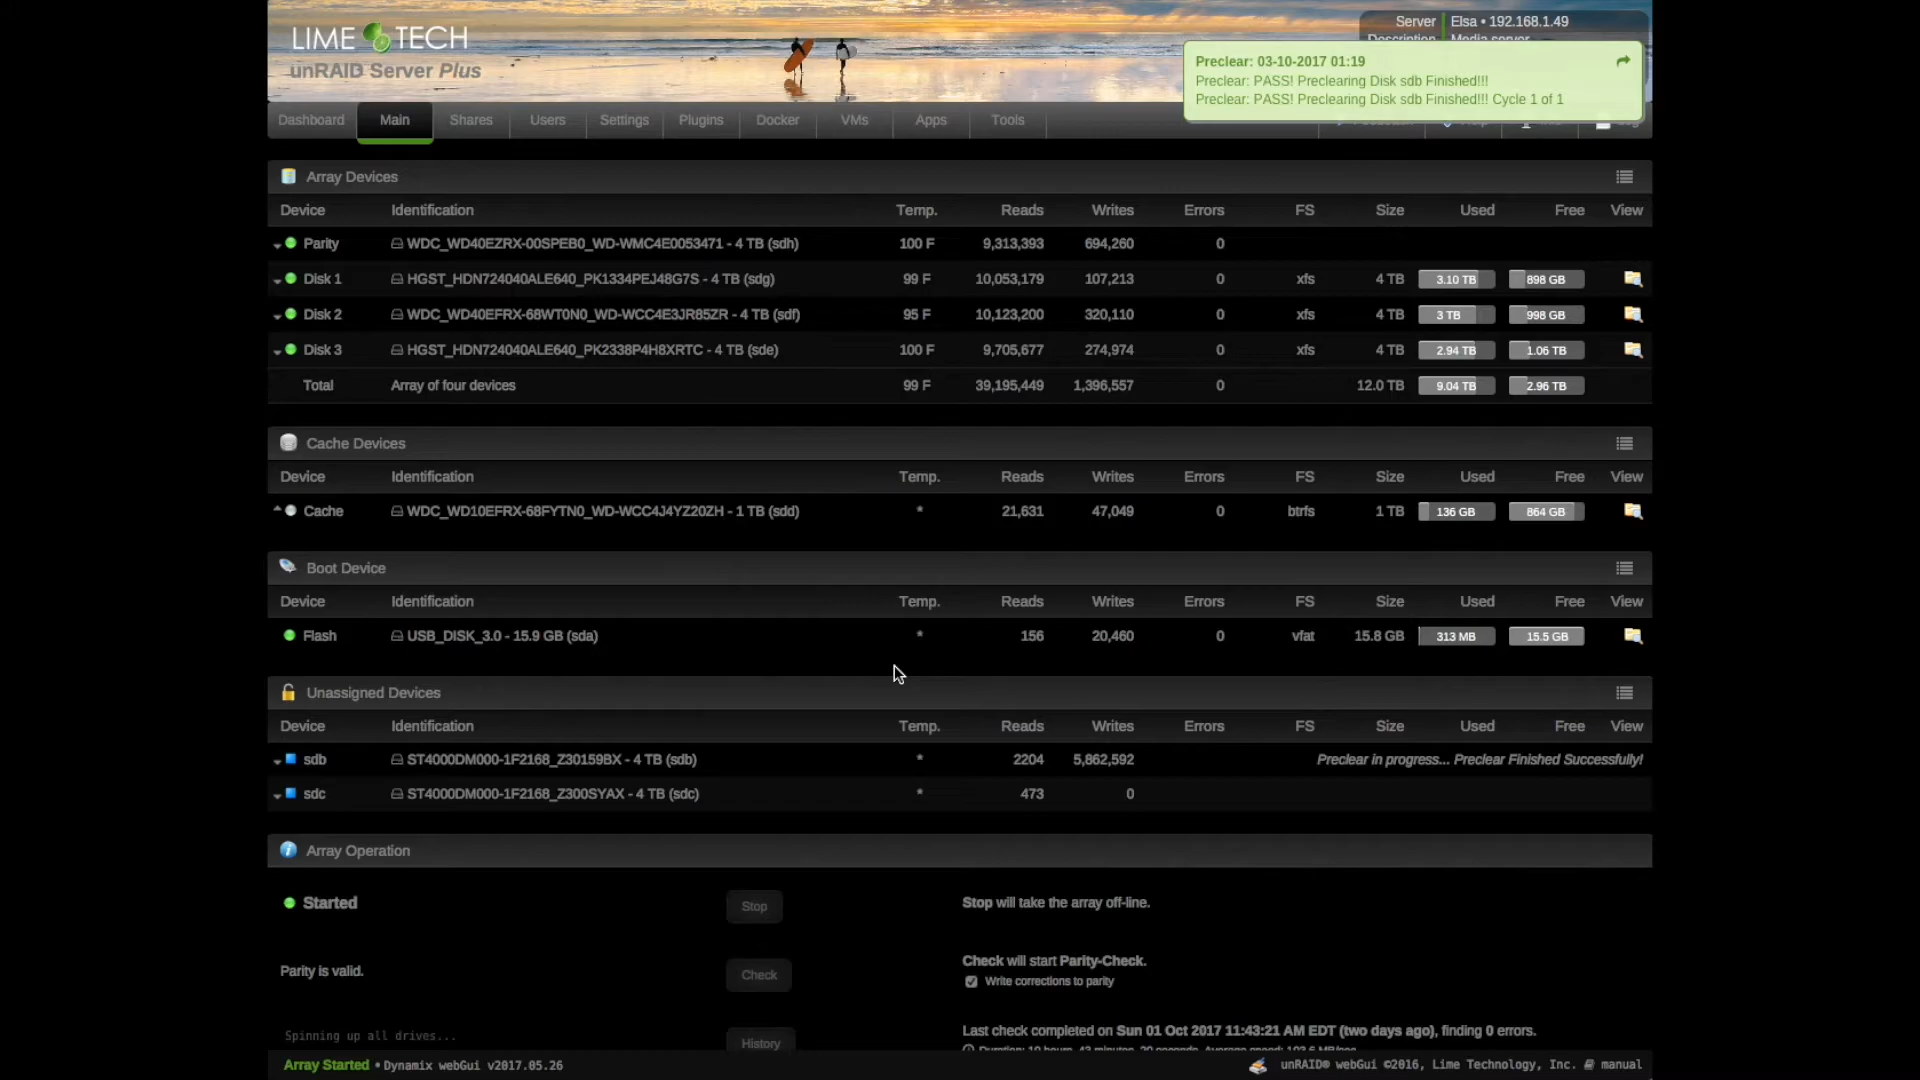 LIME TECH
unRAID Server Plus
Server Elsa • 192.168.1.49
Description Media server
Preclear: 03-10-2017 01:19
Preclear: PASS! Preclearing Disk sdb Finished!!!
Preclear: PASS! Preclearing Disk sdb Finished!!! Cycle 1 of 1
Dashboard Main Shares Users Settings Plugins Docker VMs Apps Tools
Array Devices
Device Identification Temp. Reads Writes Errors FS Size Used Free View
Parity WDC_WD40EZRX-00SPEB0_WD-WMC4E0053471 - 4 TB (sdh) 100 F 9,313,393 694,260 0
Disk 1 HGST_HDN724040ALE640_PK1334PEJ48G7S - 4 TB (sdg) 99 F 10,053,179 107,213 0 xfs 4 TB 3.10 TB 898 GB
Disk 2 WDC_WD40EFRX-68WT0N0_WD-WCC4E3JR85ZR - 4 TB (sdf) 95 F 10,123,200 320,110 0 xfs 4 TB 3 TB 998 GB
Disk 3 HGST_HDN724040ALE640_PK2338P4H8XRTC - 4 TB (sde) 100 F 9,705,677 274,974 0 xfs 4 TB 2.94 TB 1.06 TB
Total Array of four devices 99 F 39,195,449 1,396,557 0 12.0 TB 9.04 TB 2.96 TB
Cache Devices
Device Identification Temp. Reads Writes Errors FS Size Used Free View
Cache WDC_WD10EFRX-68FYTN0_WD-WCC4J4YZ20ZH - 1 TB (sdd) * 21,631 47,049 0 btrfs 1 TB 136 GB 864 GB
Boot Device
Device Identification Temp. Reads Writes Errors FS Size Used Free View
Flash USB_DISK_3.0 - 15.9 GB (sda) * 156 20,460 0 vfat 15.8 GB 313 MB 15.5 GB
Unassigned Devices
Device Identification Temp. Reads Writes Errors FS Size Used Free View
sdb ST4000DM000-1F2168_Z30159BX - 4 TB (sdb) * 2204 5,862,592 Preclear in progress... Preclear Finished Successfully!
sdc ST4000DM000-1F2168_Z300SYAX - 4 TB (sdc) * 473 0
Array Operation
Started Stop Stop will take the array off-line.
Parity is valid. Check Check will start Parity-Check.
Write corrections to parity
Spinning up all drives... History Last check completed on Sun 01 Oct 2017 11:43:21 AM EDT (two days ago), finding 0 errors.
Array Started • Dynamix webGui v2017.05.26 unRAID® webGui ©2016, Lime Technology, Inc. manual